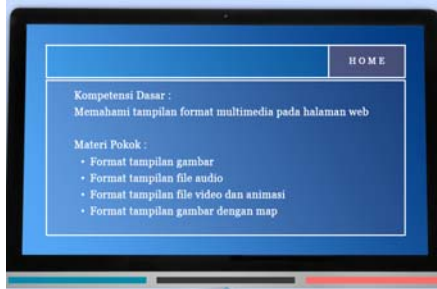 HOME
Kompetensi Dasar :
Memahami tampilan format multimedia pada halaman web
Materi Pokok :
• Format tampilan gambar
• Format tampilan file audio
• Format tampilan file video dan animasi
• Format tampilan gambar dengan map